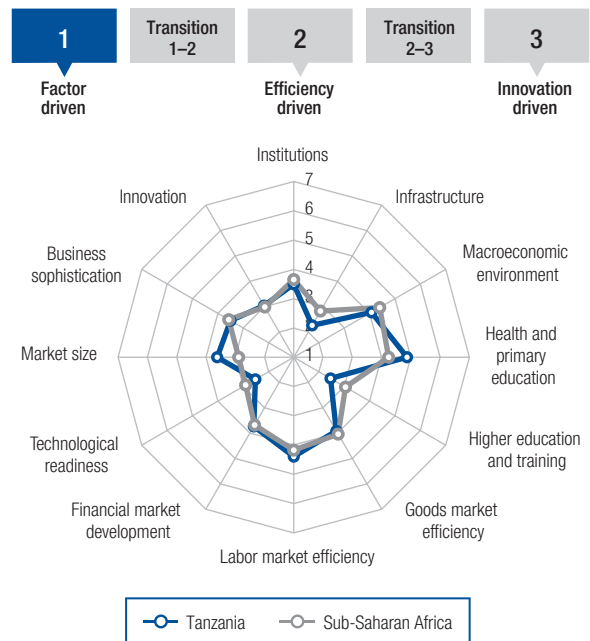 1
Transition
1–2
2
Transition
2–3
3
Factor
driven
Efficiency
driven
Innovation
driven
Institutions
Infrastructure
Macroeconomic
environment
Health and
primary
education
Higher education
and training
Goods market
efficiency
Labor market efficiency
Financial market
development
Technological
readiness
Market size
Business
sophistication
Innovation
7
6
5
4
3
2
1
Tanzania
Sub-Saharan Africa